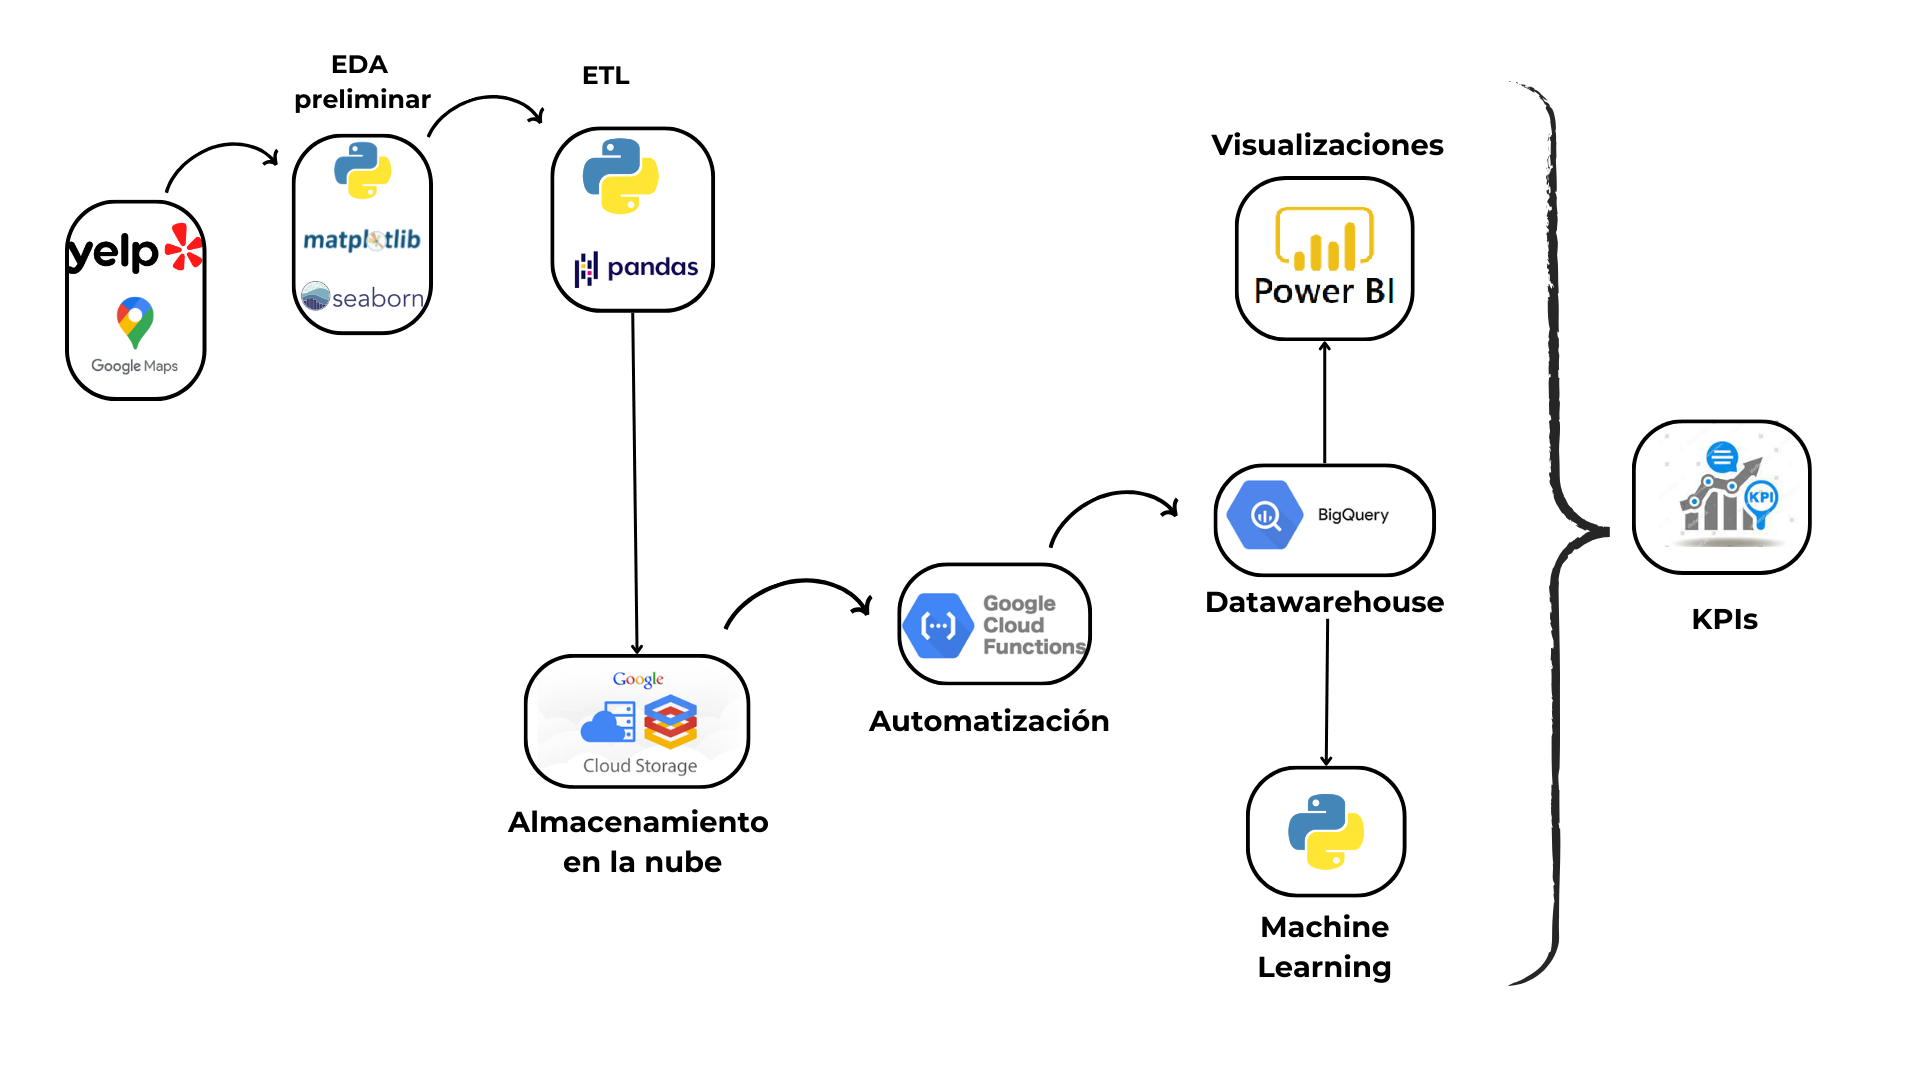 EDA
preliminar
ETL
yelp
Google Maps
matplotlib
seaborn
pandas
Google
Cloud Storage
Almacenamiento
en la nube
Google
Cloud
Functions
Automatización
Visualizaciones
Power BI
BigQuery
Datawarehouse
Machine
Learning
KPI
KPIs